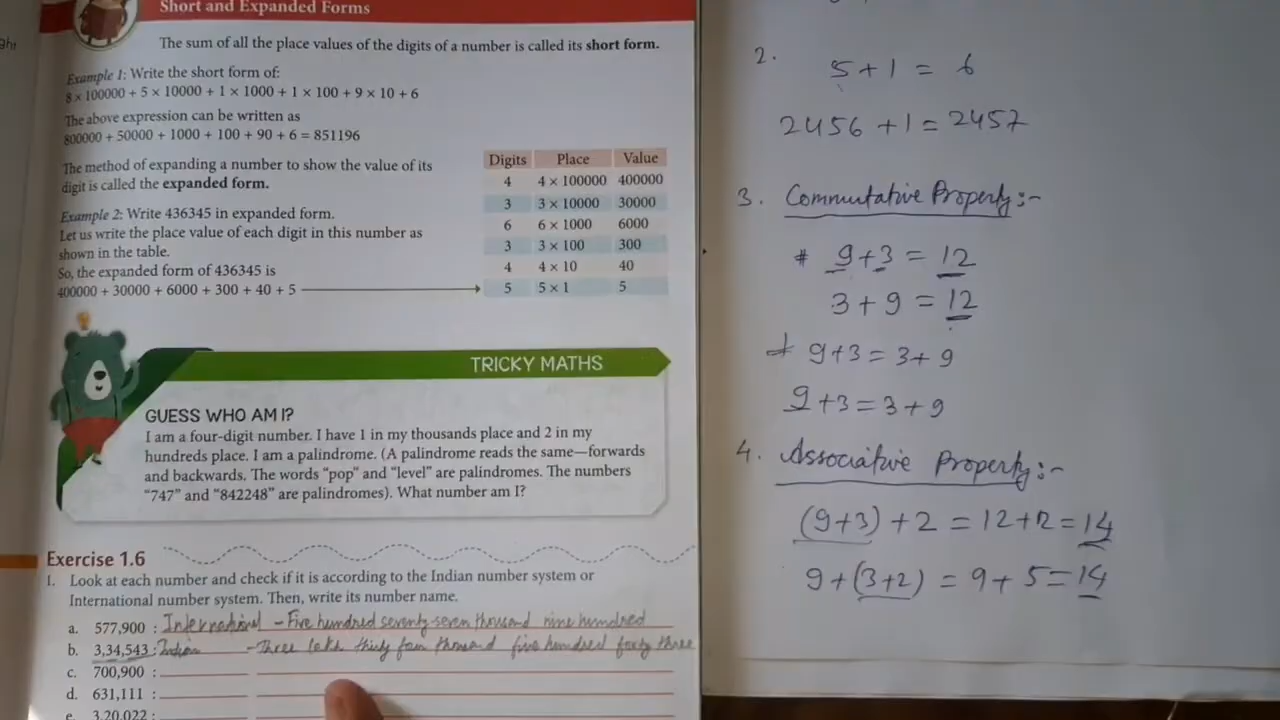 Short and Expanded Forms
The sum of all the place values of the digits of a number is called its short form.
Example 1: Write the short form of:
8 × 100000 + 5 × 10000 + 1 × 1000 + 1 × 100 + 9 × 10 + 6
The above expression can be written as
800000 + 50000 + 1000 + 100 + 90 + 6 = 851196
The method of expanding a number to show the value of its
digit is called the expanded form.
Example 2: Write 436345 in expanded form.
Let us write the place value of each digit in this number as
shown in the table.
So, the expanded form of 436345 is
400000 + 30000 + 6000 + 300 + 40 + 5
Digits Place Value
4 4 × 100000 400000
3 3 × 10000 30000
6 6 × 1000 6000
3 3 × 100 300
4 4 × 10 40
5 5 × 1 5
TRICKY MATHS
GUESS WHO AM I?
I am a four-digit number. I have 1 in my thousands place and 2 in my
hundreds place. I am a palindrome. (A palindrome reads the same—forwards
and backwards. The words "pop" and "level" are palindromes. The numbers
"747" and "842248" are palindromes). What number am I?
Exercise 1.6
1. Look at each number and check if it is according to the Indian number system or
International number system. Then, write its number name.
a. 577,900 : International - Five hundred seventy seven thousand nine hundred
b. 3,34,543 : Indian - Three lakh thirty four thousand five hundred forty three
c. 700,900 :
d. 631,111 :
e. 3,20,022 :
2.
5 + 1 = 6
2456 + 1 = 2457
3. Commutative Property :-
* 9 + 3 = 12
3 + 9 = 12
9 + 3 = 3 + 9
9 + 3 = 3 + 9
4. Associative Property :-
(9+3) + 2 = 12 + 2 = 14
9 + (3+2) = 9 + 5 = 14